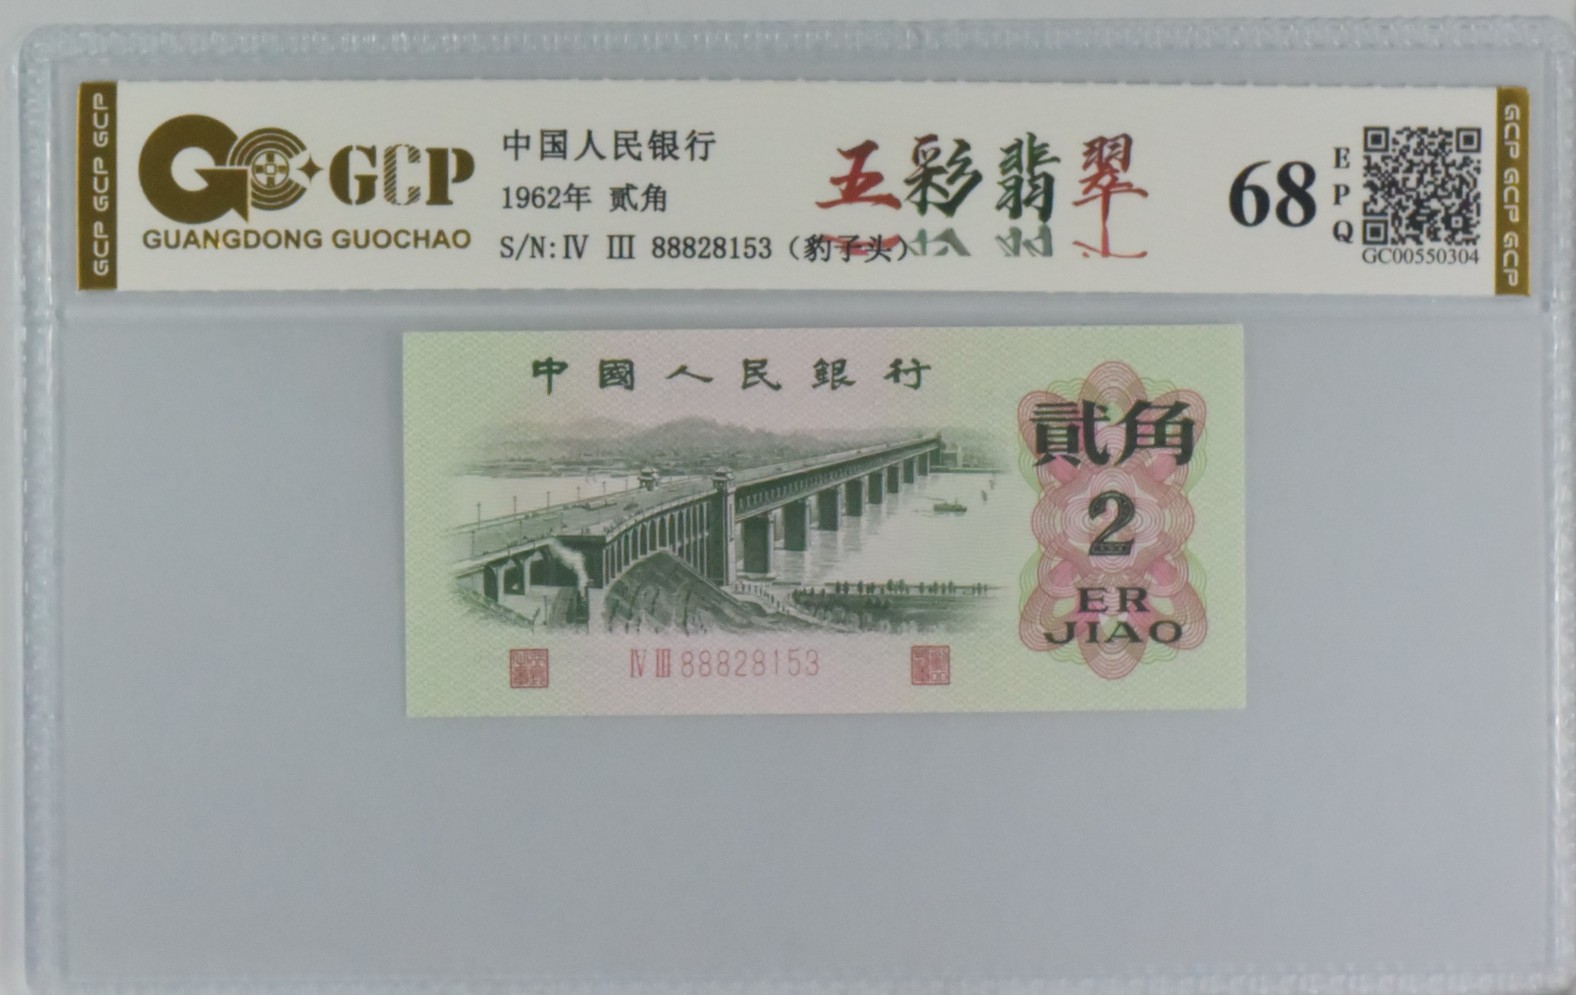 GCP GCP GCP
GCP
GUANGDONG GUOCHAO
中国人民银行
1962年 贰角
S/N:Ⅳ Ⅲ 88828153（豹子头）
五彩翡翠
68
EPQ
GC00550304
GCP GCP GCP
中國人民銀行
貳角
2
ER
JIAO
Ⅳ Ⅲ 88828153